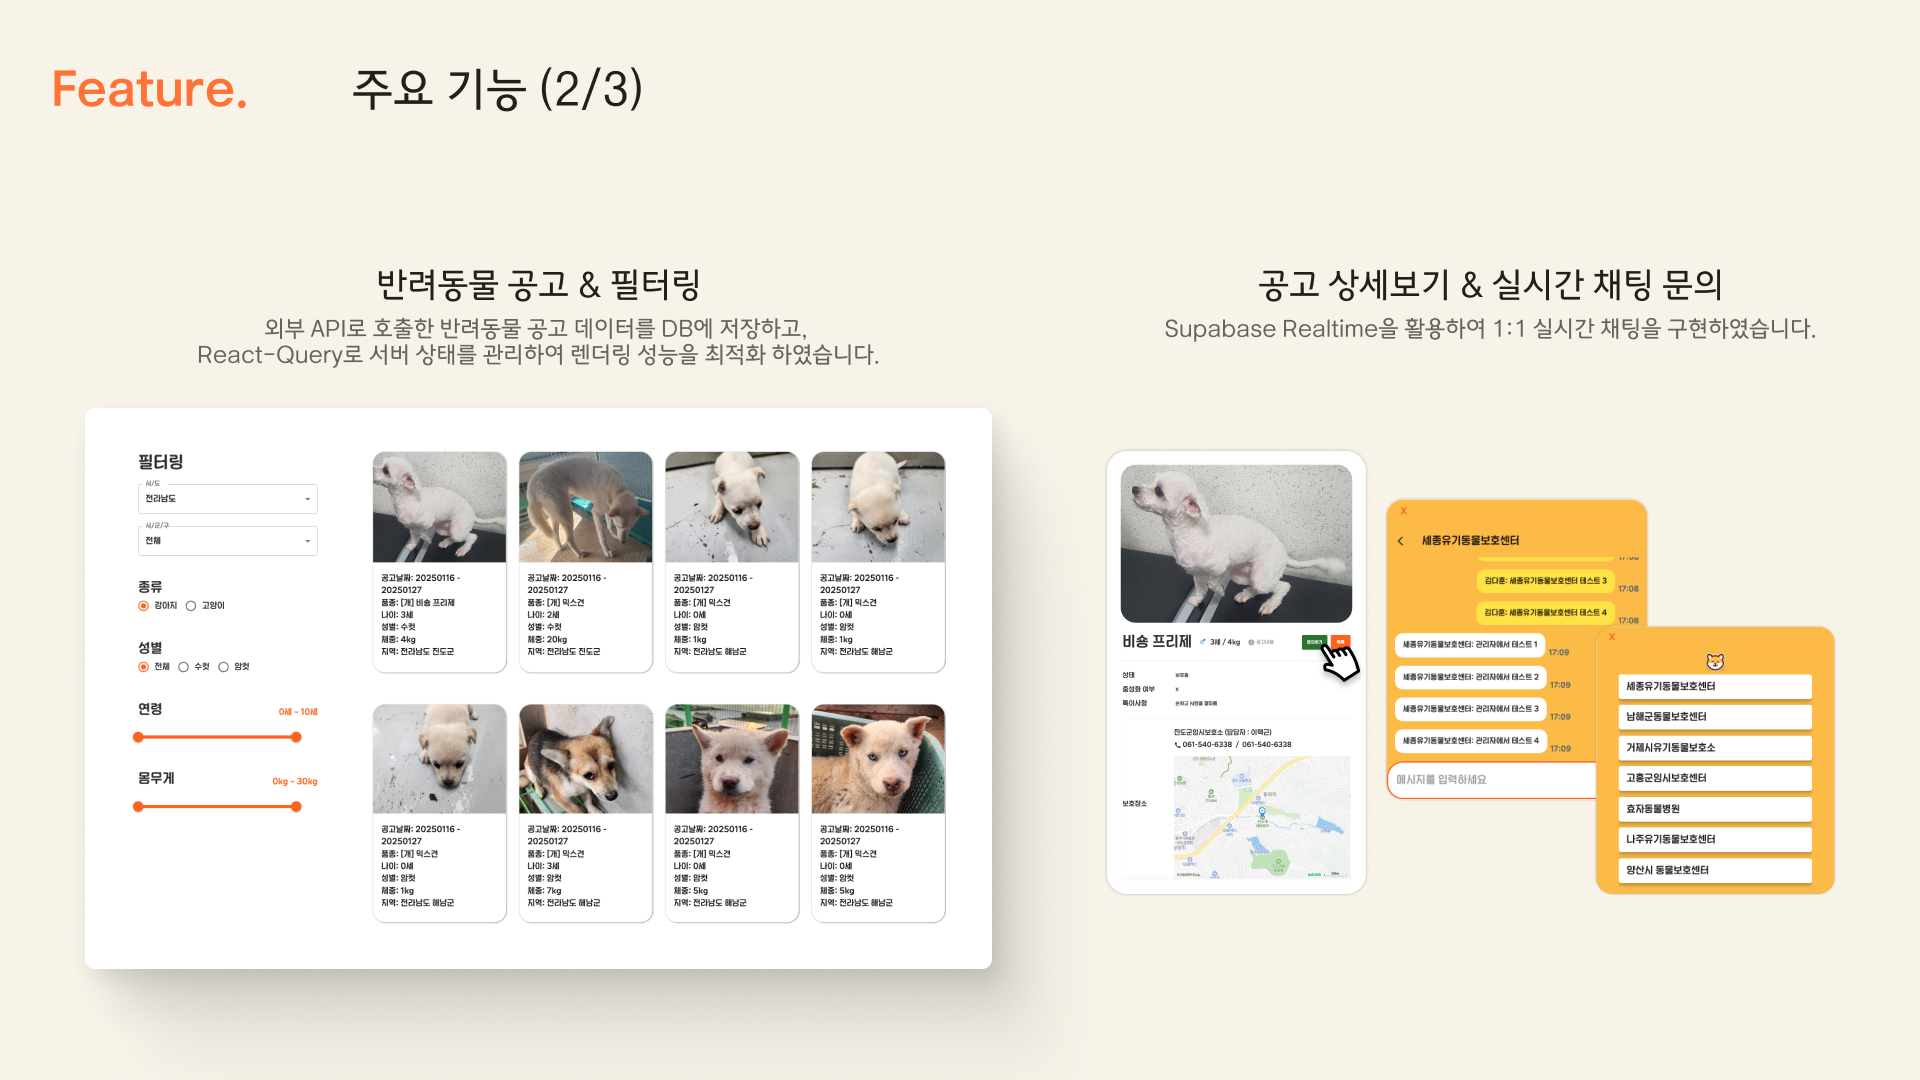 Feature.
주요 기능 (2/3)
반려동물 공고 & 필터링
외부 API로 호출한 반려동물 공고 데이터를 DB에 저장하고,
React-Query로 서버 상태를 관리하여 렌더링 성능을 최적화 하였습니다.
필터링
시/도
전라남도
시/군/구
전체
종류
강아지 고양이
성별
전체 수컷 암컷
연령
0세 - 10세
몸무게
0kg - 30kg
공고날짜: 20250116 -
20250127
품종: [개] 비숑 프리제
나이: 3세
성별: 수컷
체중: 4kg
지역: 전라남도 진도군
공고날짜: 20250116 -
20250127
품종: [개] 믹스견
나이: 2세
성별: 수컷
체중: 20kg
지역: 전라남도 진도군
공고날짜: 20250116 -
20250127
품종: [개] 믹스견
나이: 0세
성별: 암컷
체중: 1kg
지역: 전라남도 해남군
공고날짜: 20250116 -
20250127
품종: [개] 믹스견
나이: 0세
성별: 암컷
체중: 1kg
지역: 전라남도 해남군
공고날짜: 20250116 -
20250127
품종: [개] 믹스견
나이: 0세
성별: 암컷
체중: 1kg
지역: 전라남도 해남군
공고날짜: 20250116 -
20250127
품종: [개] 믹스견
나이: 3세
성별: 암컷
체중: 7kg
지역: 전라남도 해남군
공고날짜: 20250116 -
20250127
품종: [개] 믹스견
나이: 0세
성별: 암컷
체중: 5kg
지역: 전라남도 해남군
공고날짜: 20250116 -
20250127
품종: [개] 믹스견
나이: 0세
성별: 암컷
체중: 5kg
지역: 전라남도 해남군
공고 상세보기 & 실시간 채팅 문의
Supabase Realtime을 활용하여 1:1 실시간 채팅을 구현하였습니다.
비숑 프리제 3세 / 4kg
상태 보호중
중성화 여부 X
특이사항 순하고 사람을 잘따름
진도군임시보호소 (담당자 : 이택근)
061-540-6338 / 061-540-6338
보호장소
X
세종유기동물보호센터
김다훈: 세종유기동물보호센터 테스트 3
17:08
김다훈: 세종유기동물보호센터 테스트 4
17:08
세종유기동물보호센터: 관리자에서 테스트 1
17:09
세종유기동물보호센터: 관리자에서 테스트 2
17:09
세종유기동물보호센터: 관리자에서 테스트 3
17:09
세종유기동물보호센터: 관리자에서 테스트 4
17:09
메시지를 입력하세요
X
세종유기동물보호센터
남해군동물보호센터
거제시유기동물보호소
고흥군임시보호센터
효자동물병원
나주유기동물보호센터
양산시 동물보호센터